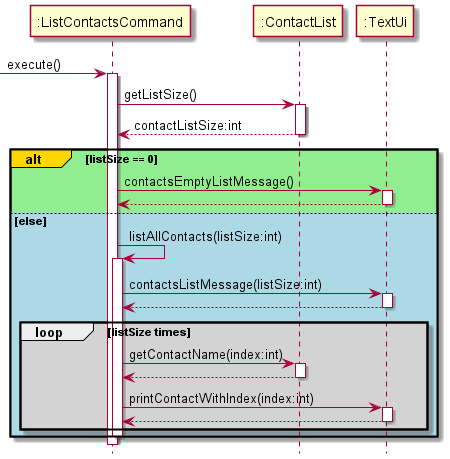 :ListContactsCommand :ContactList :TextUi
execute()
getListSize()
contactListSize:int
alt [listSize == 0]
contactsEmptyListMessage()
[else]
listAllContacts(listSize:int)
contactsListMessage(listSize:int)
loop [listSize times]
getContactName(index:int)
printContactWithIndex(index:int)